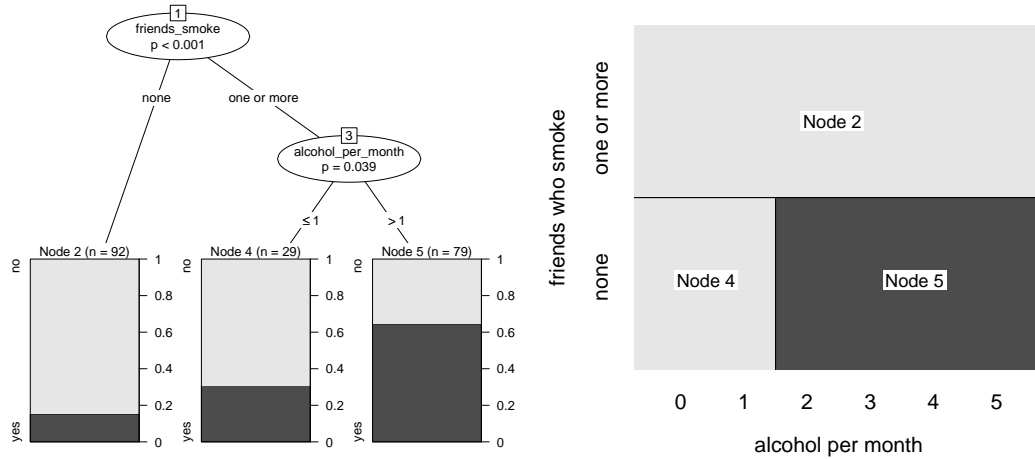 1
friends_smoke
p < 0.001
none
one or more
3
alcohol_per_month
p = 0.039
≤ 1
> 1
Node 2 (n = 92)
yes
no
0
0.2
0.4
0.6
0.8
1
Node 4 (n = 29)
yes
no
0
0.2
0.4
0.6
0.8
1
Node 5 (n = 79)
yes
no
0
0.2
0.4
0.6
0.8
1
friends who smoke
one or more
none
Node 2
Node 4
Node 5
0 1 2 3 4 5
alcohol per month